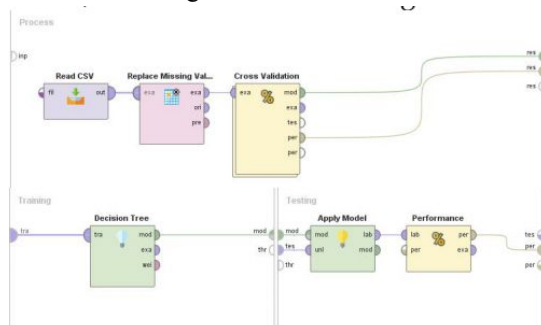 Process
inp
res
res
res
Read CSV
fil
out
Replace Missing Val...
exa
exa
ori
pre
Cross Validation
exa
mod
exa
tes
per
per
Training
Testing
tra
Decision Tree
tra
mod
exa
wei
mod
thr
mod
tes
thr
Apply Model
mod
unl
lab
mod
Performance
lab
per
per
exa
tes
per
per